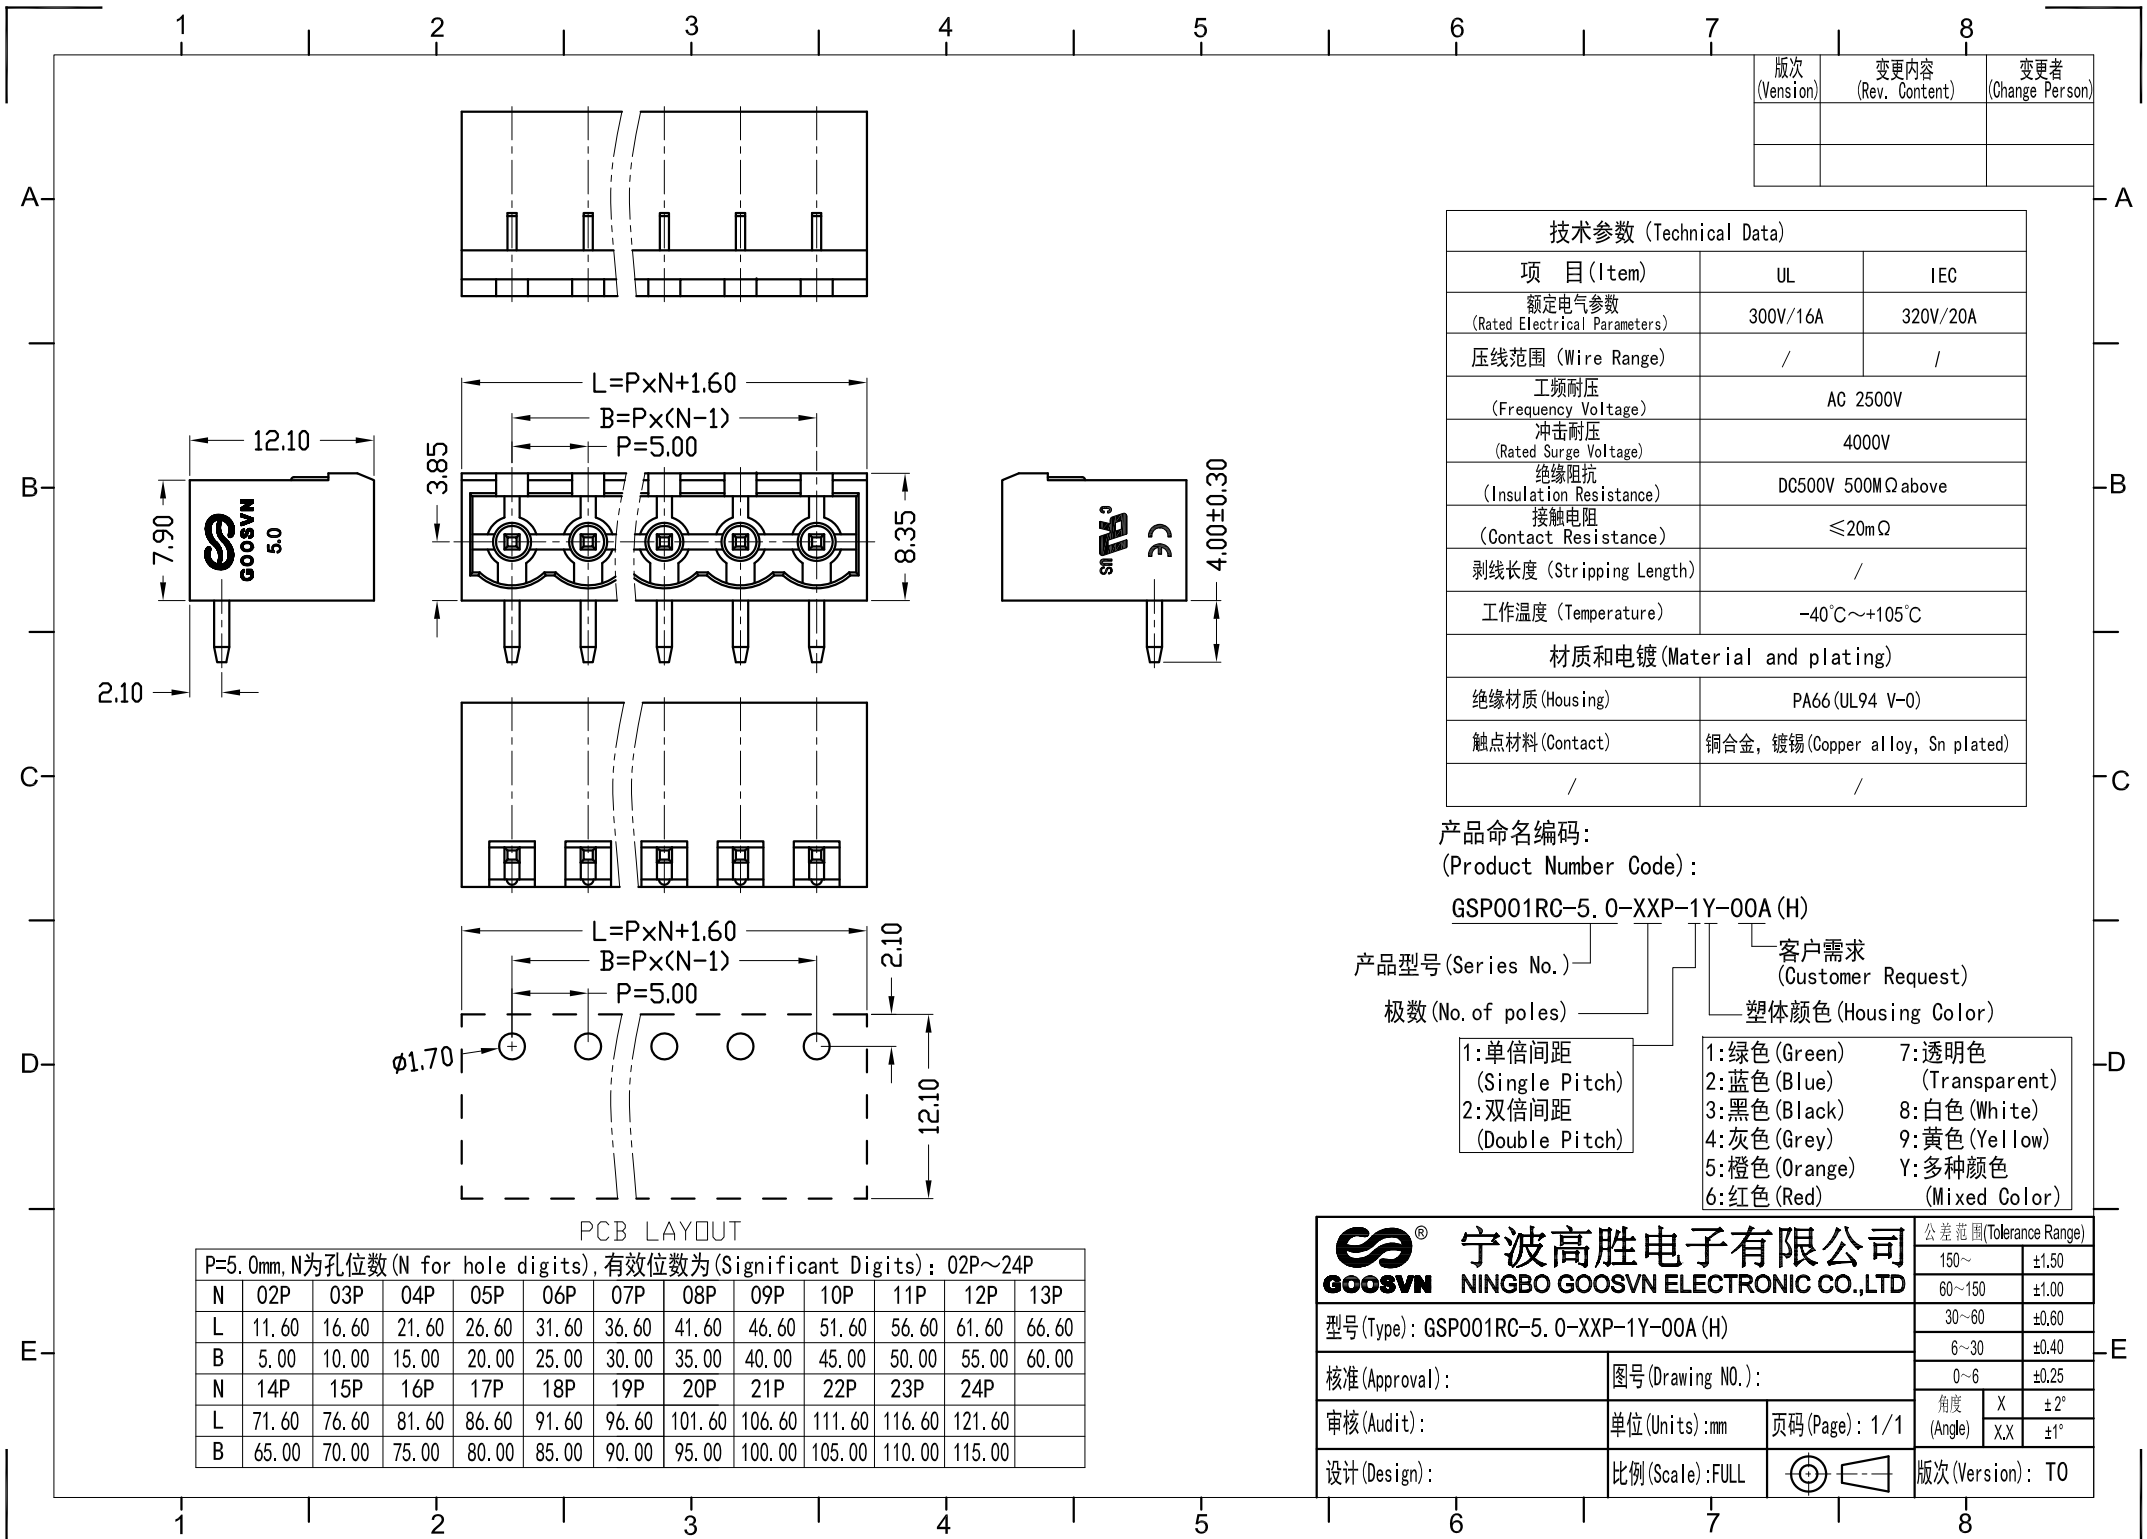 1 2 3 4 5 6 7 8
版次 变更内容 变更者
(Vension) (Rev. Content) (Change Person)
A A
B B
C C
D D
E E
L=PxN+1.60
B=Px(N-1)
P=5.00
12.10
3.85
7.90
GOOSVN
5.0
8.35
4.00±0.30
c US
CE
2.10
技术参数 (Technical Data)
项 目(Item) UL IEC
额定电气参数
(Rated Electrical Parameters) 300V/16A 320V/20A
压线范围 (Wire Range) / /
工频耐压
(Frequency Voltage) AC 2500V
冲击耐压
(Rated Surge Voltage) 4000V
绝缘阻抗
(Insulation Resistance) DC500V 500MΩabove
接触电阻
(Contact Resistance) ≤20mΩ
剥线长度 (Stripping Length) /
工作温度 (Temperature) -40℃～+105℃
材质和电镀(Material and plating)
绝缘材质(Housing) PA66(UL94 V-0)
触点材料(Contact) 铜合金, 镀锡(Copper alloy, Sn plated)
/ /
产品命名编码:
(Product Number Code):
GSP001RC-5.0-XXP-1Y-00A(H)
客户需求
(Customer Request)
产品型号(Series No.)
极数(No.of poles)
塑体颜色(Housing Color)
1:单倍间距
(Single Pitch)
2:双倍间距
(Double Pitch)
1:绿色(Green) 7:透明色
2:蓝色(Blue) (Transparent)
3:黑色(Black) 8:白色(White)
4:灰色(Grey) 9:黄色(Yellow)
5:橙色(Orange) Y:多种颜色
6:红色(Red) (Mixed Color)
L=PxN+1.60
B=Px(N-1)
P=5.00
2.10
ø1.70
12.10
PCB LAYOUT
P=5.0mm,N为孔位数(N for hole digits),有效位数为(Significant Digits): 02P～24P
N 02P 03P 04P 05P 06P 07P 08P 09P 10P 11P 12P 13P
L 11.60 16.60 21.60 26.60 31.60 36.60 41.60 46.60 51.60 56.60 61.60 66.60
B 5.00 10.00 15.00 20.00 25.00 30.00 35.00 40.00 45.00 50.00 55.00 60.00
N 14P 15P 16P 17P 18P 19P 20P 21P 22P 23P 24P
L 71.60 76.60 81.60 86.60 91.60 96.60 101.60 106.60 111.60 116.60 121.60
B 65.00 70.00 75.00 80.00 85.00 90.00 95.00 100.00 105.00 110.00 115.00
® 宁波高胜电子有限公司
GOOSVN NINGBO GOOSVN ELECTRONIC CO.,LTD
型号(Type): GSP001RC-5.0-XXP-1Y-00A(H)
核准(Approval): 图号(Drawing NO.):
审核(Audit): 单位(Units):mm 页码(Page): 1/1
设计(Design): 比例(Scale):FULL
公差范围(Tolerance Range)
150～ ±1.50
60～150 ±1.00
30～60 ±0.60
6～30 ±0.40
0～6 ±0.25
角度 X ±2°
(Angle) X.X ±1°
版次(Version): T0
1 2 3 4 5 6 7 8